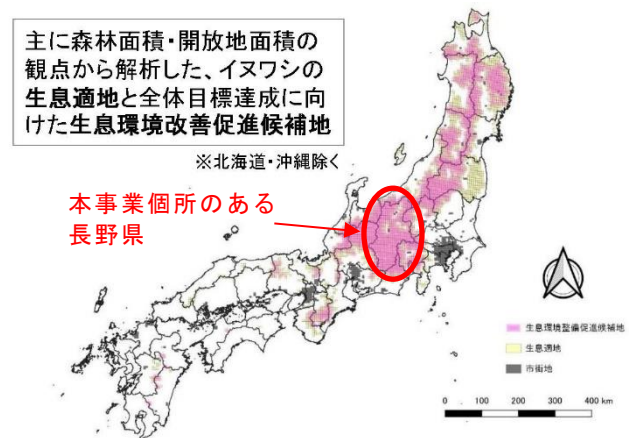 主に森林面積・開放地面積の
観点から解析した、イヌワシの
生息適地と全体目標達成に向
けた生息環境改善促進候補地
※北海道・沖縄除く
本事業個所のある
長野県
生息環境整備促進候補地
生息適地
市街地
0 100 200 300 400 km